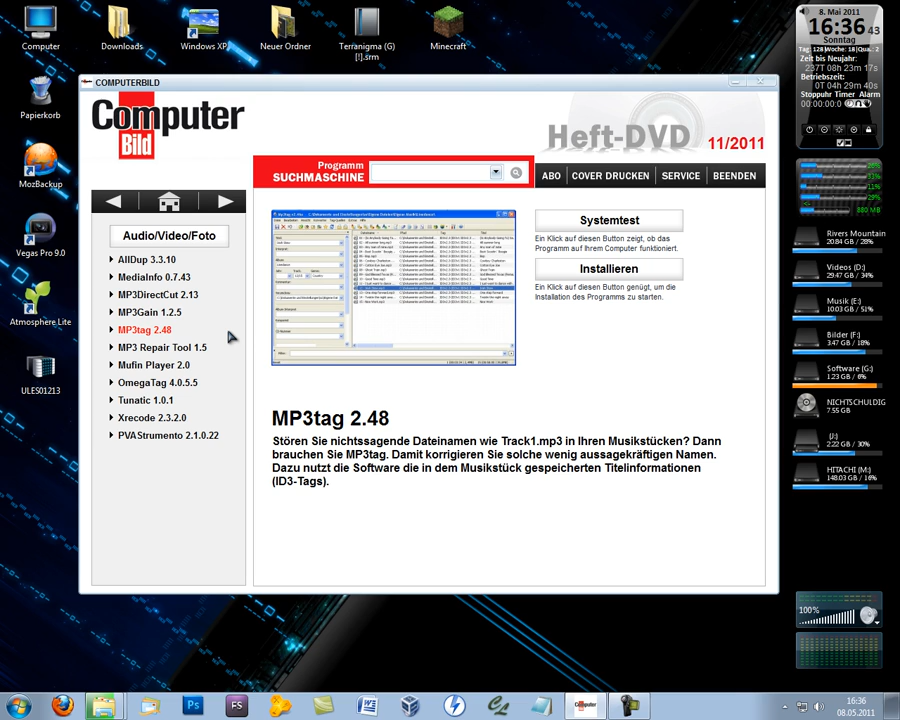 Computer
Downloads
Windows XP
Neuer Ordner
Terranigma (G)
[!].srm
Minecraft
Papierkorb
MozBackup
Vegas Pro 9.0
Atmosphere Lite
ULES01213
COMPUTERBILD
Computer
Bild
Heft-DVD 11/2011
Programm
SUCHMASCHINE
ABO
COVER DRUCKEN
SERVICE
BEENDEN
Audio/Video/Foto
AllDup 3.3.10
MediaInfo 0.7.43
MP3DirectCut 2.13
MP3Gain 1.2.5
MP3tag 2.48
MP3 Repair Tool 1.5
Mufin Player 2.0
OmegaTag 4.0.5.5
Tunatic 1.0.1
Xrecode 2.3.2.0
PVAStrumento 2.1.0.22
Systemtest
Ein Klick auf diesen Button zeigt, ob das
Programm auf Ihrem Computer funktioniert.
Installieren
Ein Klick auf diesen Button genügt, um die
Installation des Programms zu starten.
MP3tag 2.48
Stören Sie nichtssagende Dateinamen wie Track1.mp3 in Ihren Musikstücken? Dann
brauchen Sie MP3tag. Damit korrigieren Sie solche wenig aussagekräftigen Namen.
Dazu nutzt die Software die in dem Musikstück gespeicherten Titelinformationen
(ID3-Tags).
8. Mai 2011
16:36 43
Sonntag
Tag: 128 Woche: 18 Qua.: 2
Zeit bis Neujahr:
237T 08h 23m 17s
Betriebszeit:
0T 04h 29m 40s
Stoppuhr Timer Alarm
00:00:00:0
880 MB
Rivers Mountain
20.84 GB / 28%
Videos (D:)
29.47 GB / 34%
Musik (E:)
10.03 GB / 51%
Bilder (F:)
3.47 GB / 18%
Software (G:)
1.23 GB / 6%
NICHTSCHULDIG
7.55 GB
(J:)
2.22 GB / 30%
HITACHI (M:)
148.03 GB / 16%
100%
Ps
FS
16:36
08.05.2011